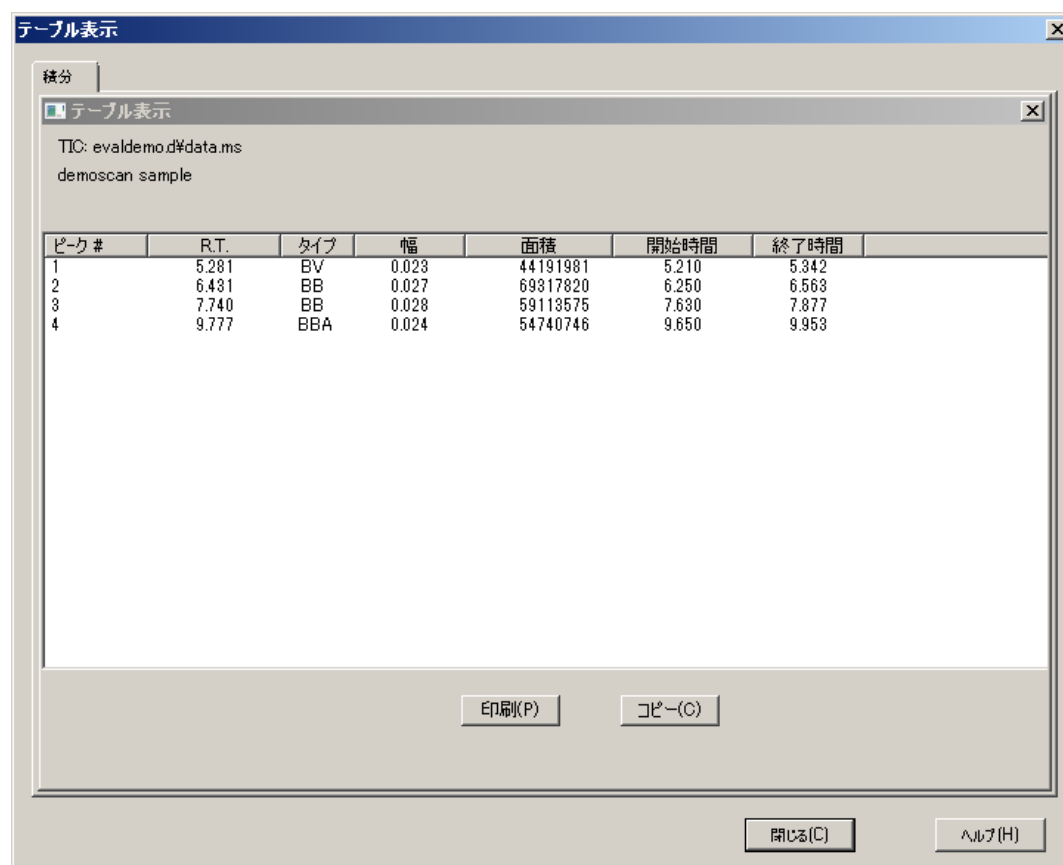 テーブル表示
積分
テーブル表示
TIC: evaldemo.d¥data.ms
demoscan sample
ピーク # R.T. タイプ 幅 面積 開始時間 終了時間
1 5.281 BV 0.023 44191981 5.210 5.342
2 6.431 BB 0.027 69317820 6.250 6.563
3 7.740 BB 0.028 59113575 7.630 7.877
4 9.777 BBA 0.024 54740746 9.650 9.953
印刷(P) コピー(C)
閉じる(C) ヘルプ(H)